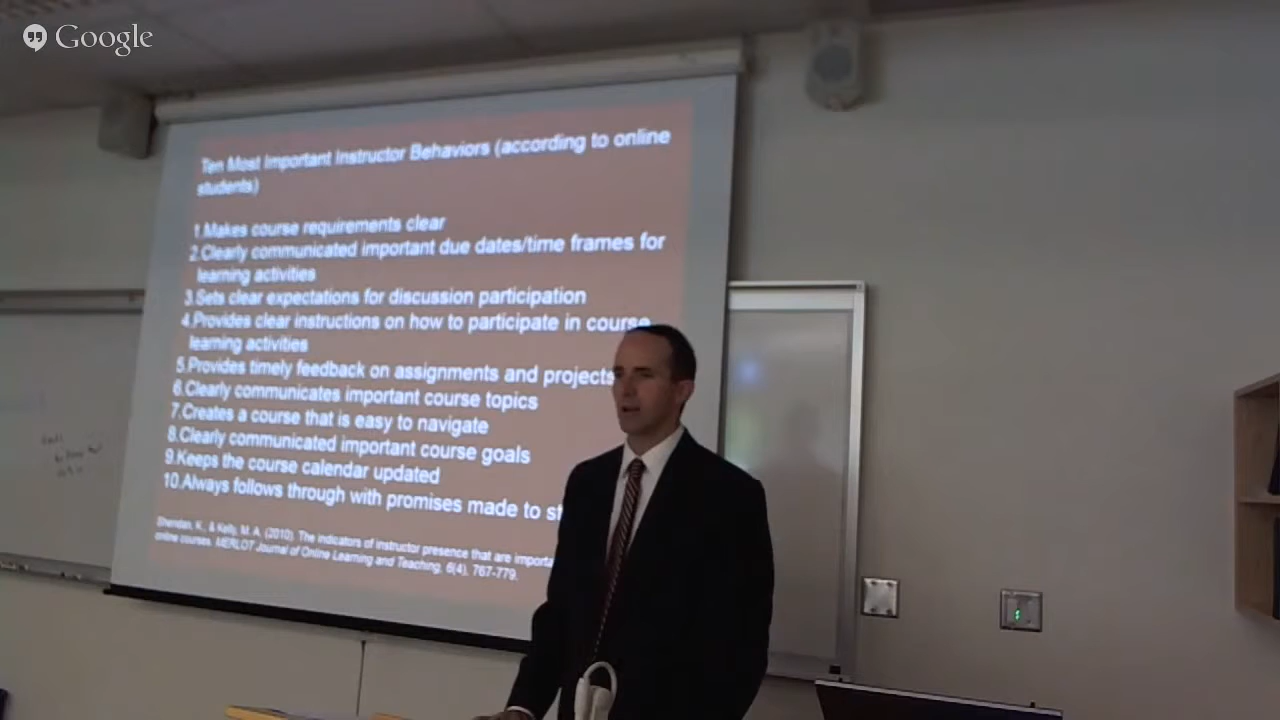 Google
Ten Most Important Instructor Behaviors (according to online
students)
1.Makes course requirements clear
2.Clearly communicated important due dates/time frames for
learning activities
3.Sets clear expectations for discussion participation
4.Provides clear instructions on how to participate in course
learning activities
5.Provides timely feedback on assignments and projects
6.Clearly communicates important course topics
7.Creates a course that is easy to navigate
8.Clearly communicated important course goals
9.Keeps the course calendar updated
10.Always follows through with promises made to st
K., & Kelly, M. A. (2010). The indicators of instructor presence that are importa
online courses. MERLOT Journal of Online Learning and Teaching, 6(4), 767-779.